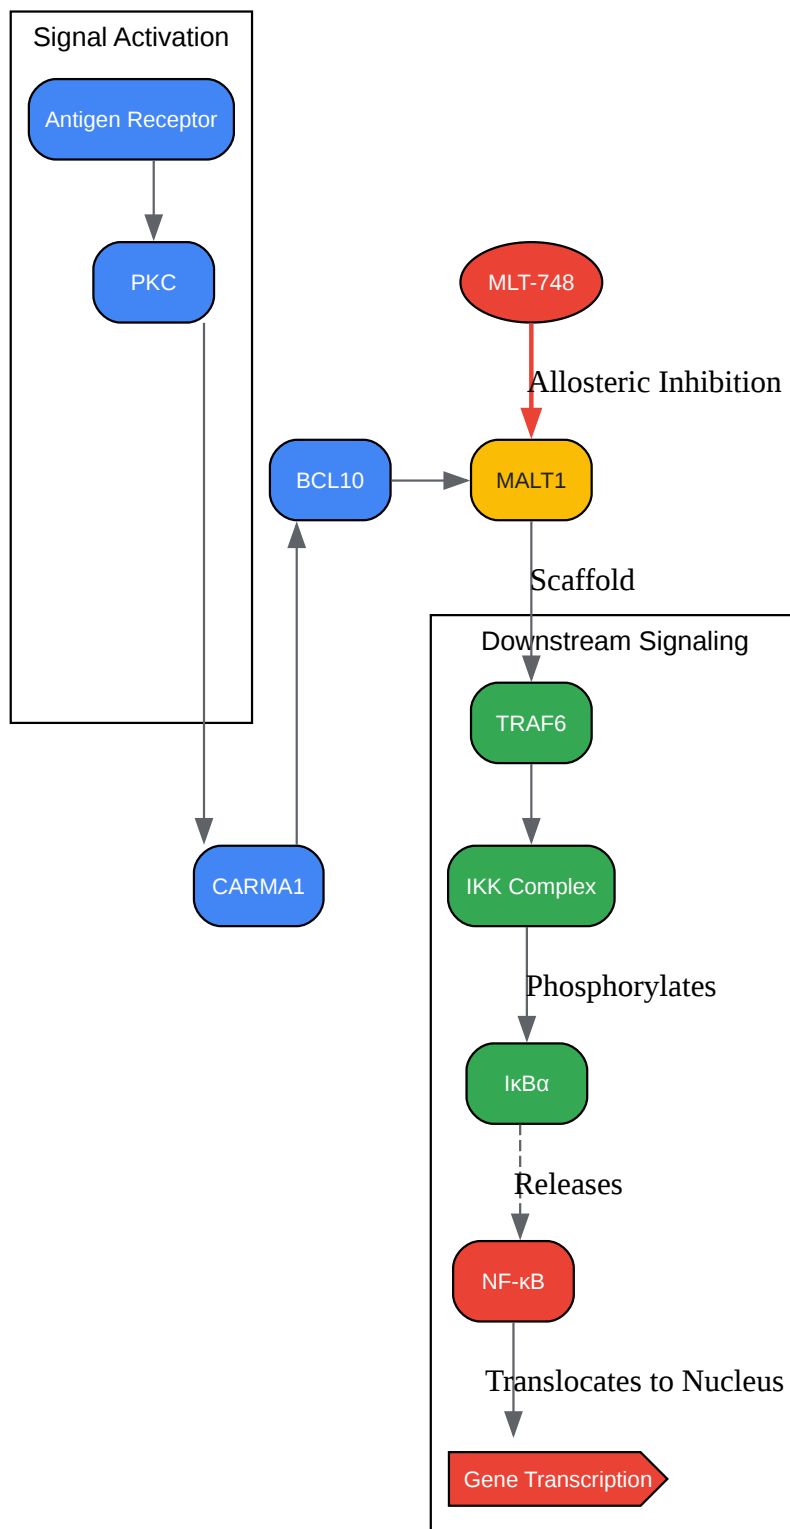 Signal Activation
Antigen Receptor
PKC
MLT-748
Allosteric Inhibition
BCL10
MALT1
Scaffold
Downstream Signaling
TRAF6
CARMA1
IKK Complex
Phosphorylates
IκBα
Releases
NF-κB
Translocates to Nucleus
Gene Transcription